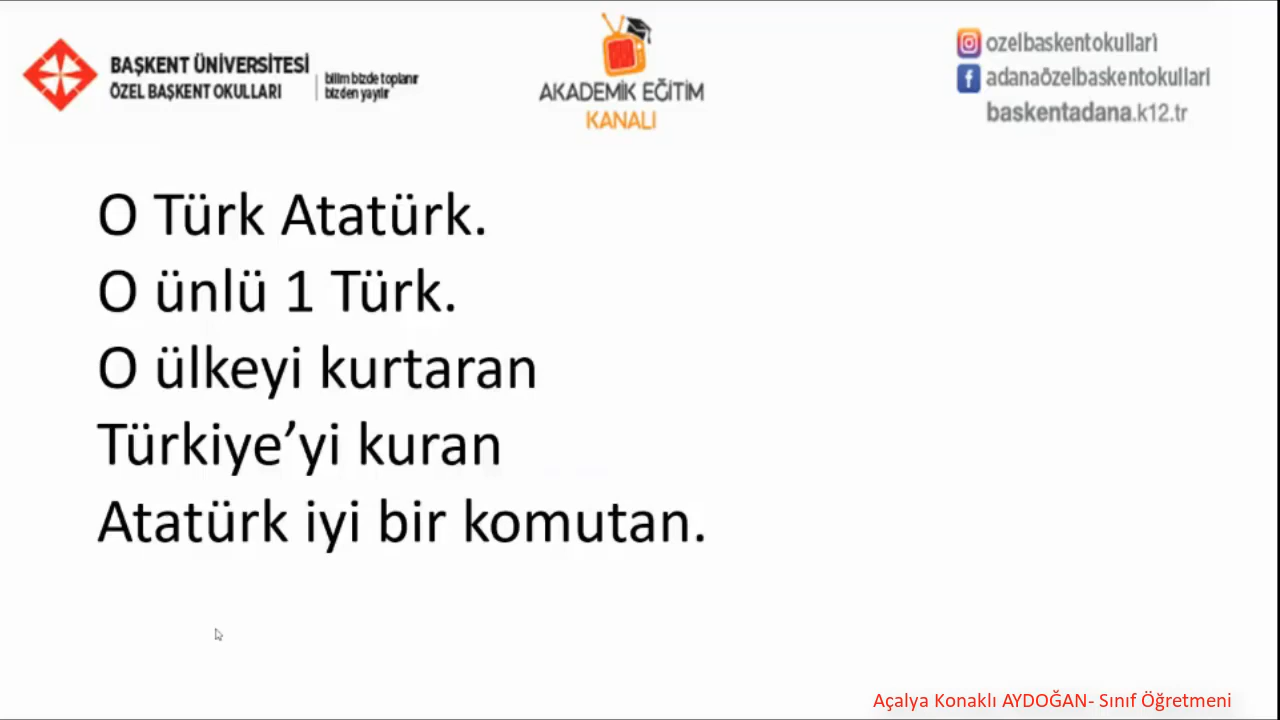 BAŞKENT ÜNİVERSİTESİ
ÖZEL BAŞKENT OKULLARI
bilim bizde toplanır
bizden yayılır
AKADEMİK EĞİTİM
KANALI
ozelbaskentokullari
adanaözelbaskentokullari
baskentadana.k12.tr
O Türk Atatürk.
O ünlü 1 Türk.
O ülkeyi kurtaran
Türkiye’yi kuran
Atatürk iyi bir komutan.
Açalya Konaklı AYDOĞAN- Sınıf Öğretmeni